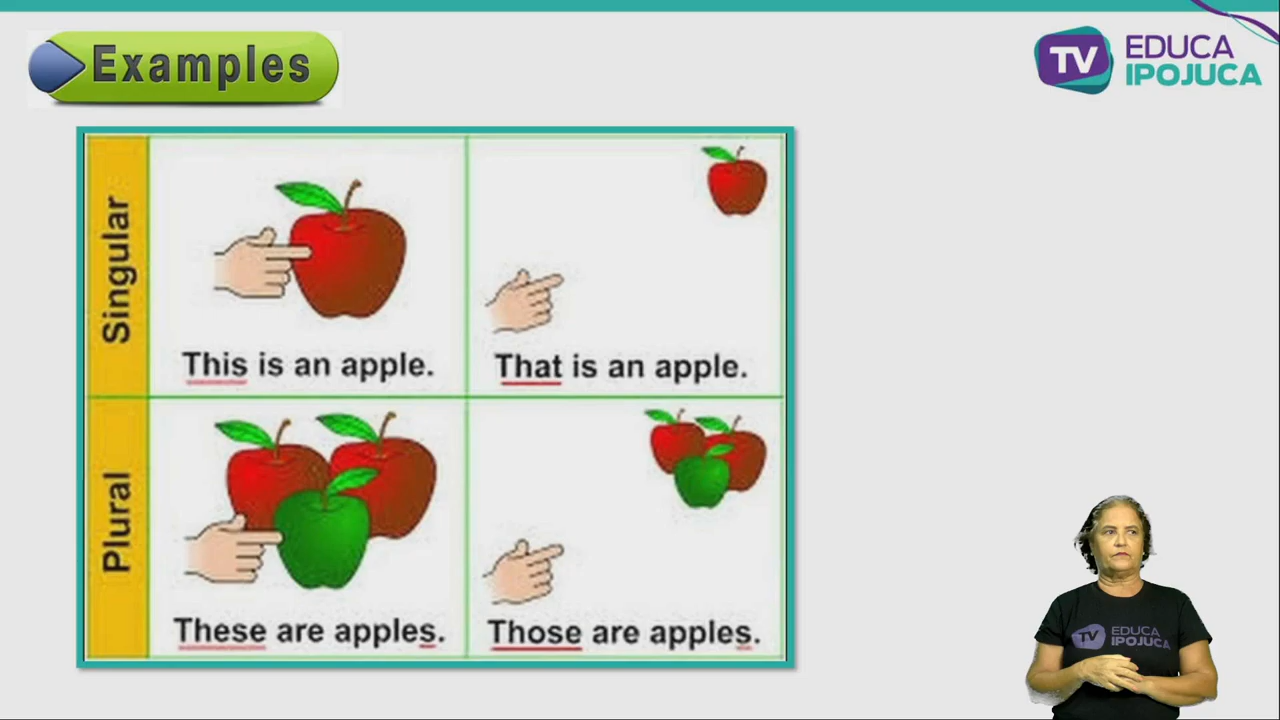 Examples
TV EDUCA
IPOJUCA
Singular
This is an apple.
That is an apple.
Plural
These are apples.
Those are apples.
TV EDUCA
IPOJUCA